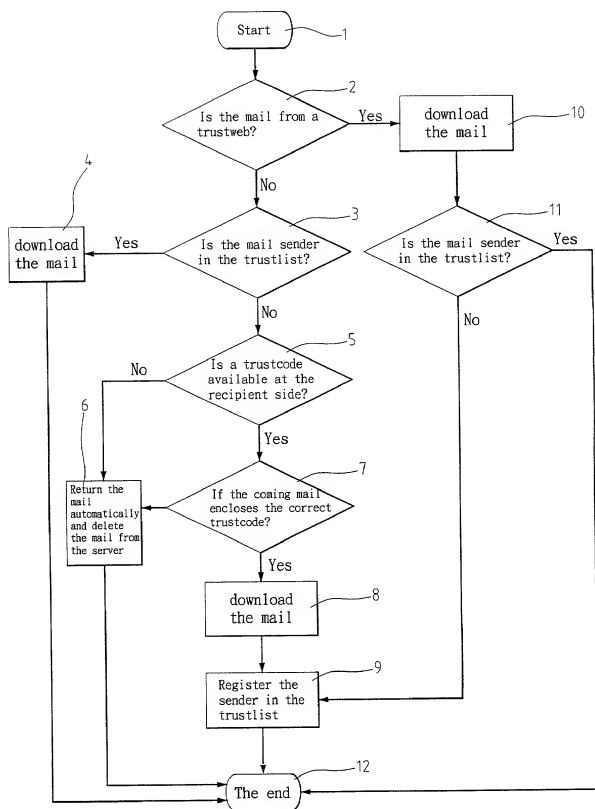 Start
1
2
Is the mail from a
trustweb?
Yes
download
the mail
10
No
4
3
11
download
the mail
Yes
Is the mail sender
in the trustlist?
Is the mail sender
in the trustlist?
Yes
No
No
5
Is a trustcode
available at the
recipient side?
No
6
Yes
7
Return the
mail
automatically
and delete
the mail from
the server
If the coming mail
encloses the correct
trustcode?
Yes
download
the mail
8
9
Register the
sender in the
trustlist
12
The end